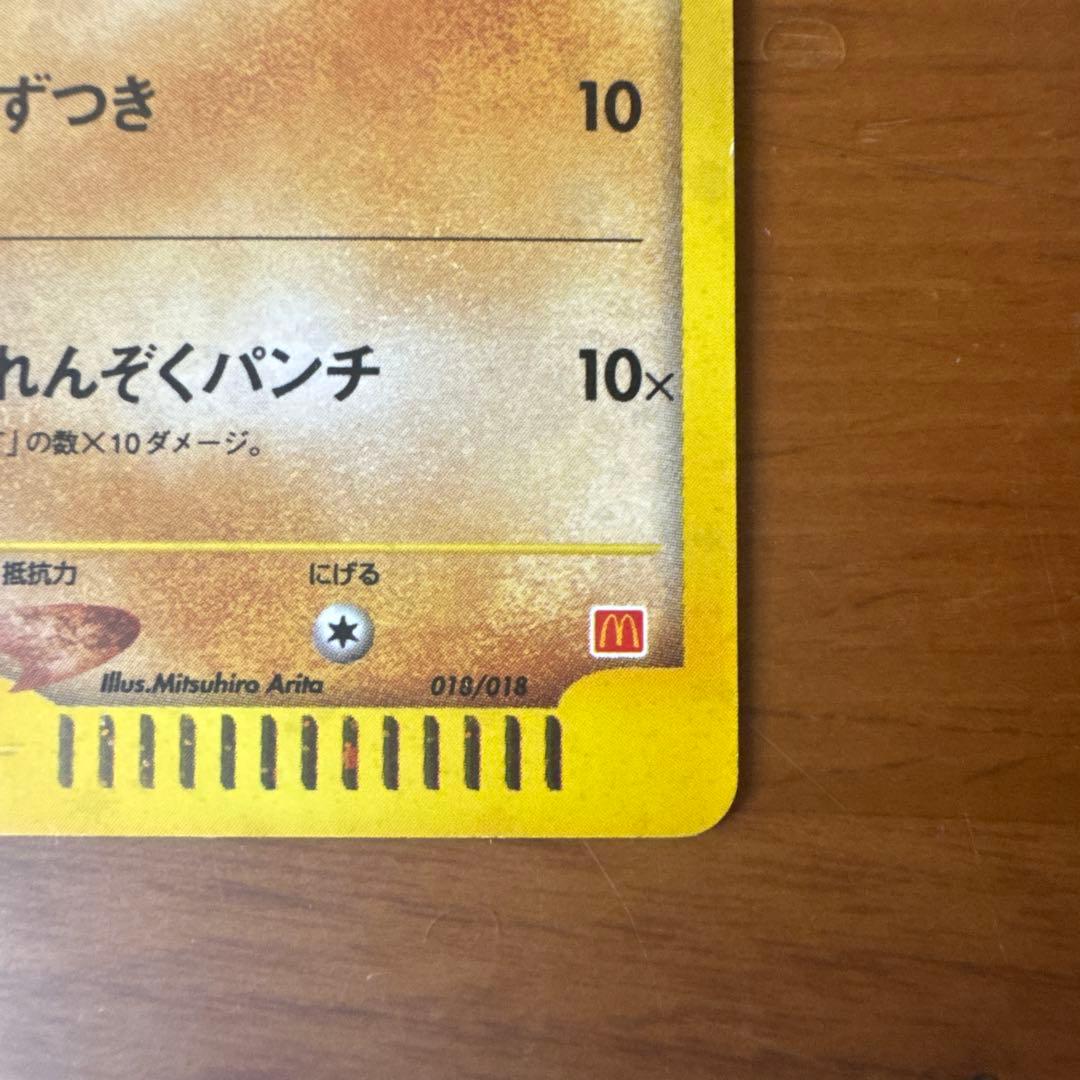 ずつき 10
れんぞくパンチ 10×
」の数×10ダメージ。
抵抗力 にげる
Illus.Mitsuhiro Arita 018/018